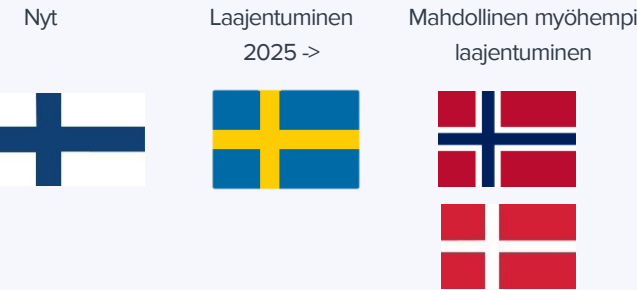 Nyt
Laajentuminen
2025 ->
Mahdollinen myöhempi
laajentuminen